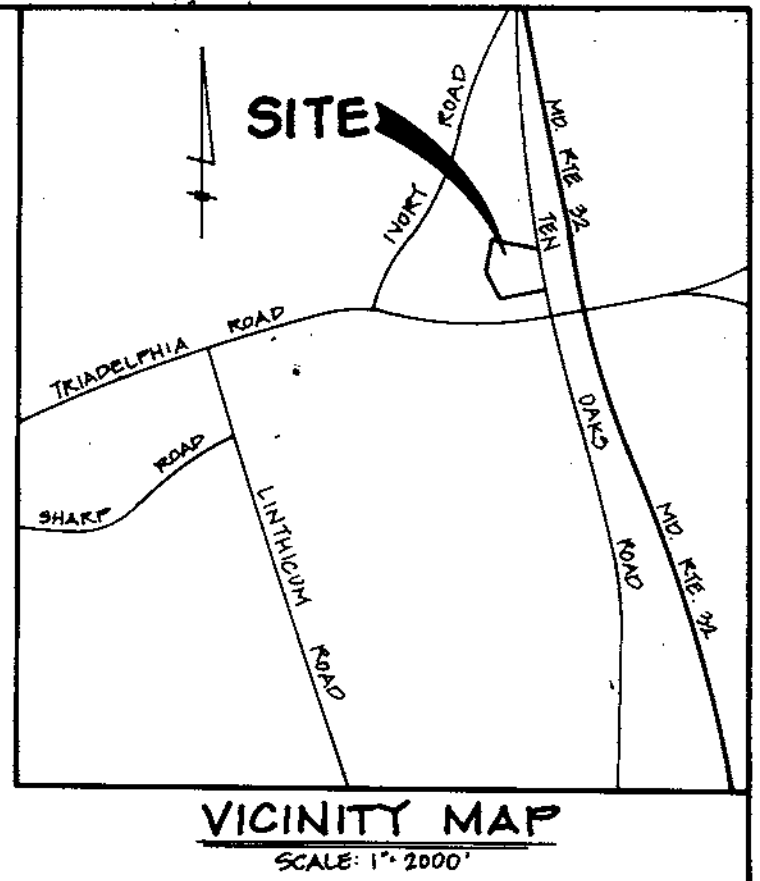 SITE
IVORY ROAD
MD. RTE 32
TEN OAKS ROAD
TRIADELPHIA ROAD
SHARP ROAD
LINTHICUM ROAD
MD. RTE. 32
VICINITY MAP
SCALE: 1"= 2000'